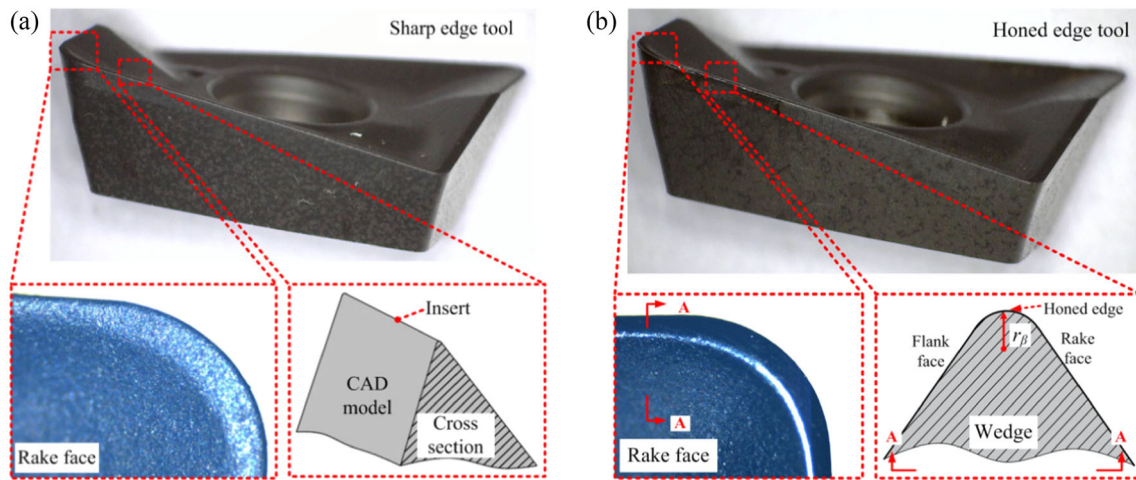 (a)
Sharp edge tool
Rake face
Insert
CAD
model
Cross
section
(b)
Honed edge tool
A
A
Rake face
Honed edge
Flank
face
rβ
Rake
face
Wedge
A
A